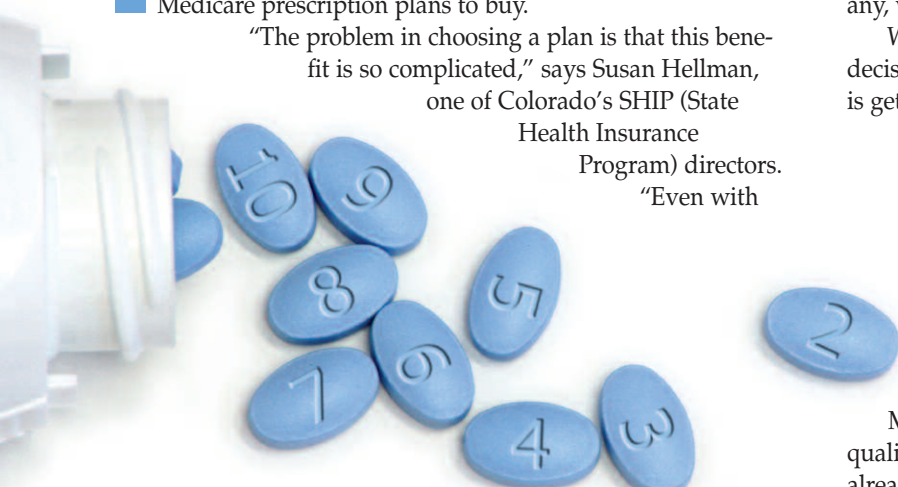 Medicare prescription plans to buy.
“The problem in choosing a plan is that this bene-
fit is so complicated,” says Susan Hellman,
one of Colorado’s SHIP (State
Health Insurance
Program) directors.
“Even with
10
9
8
5
7
6
4
3
2
any,
W
decis
is get
M
quali
alrea